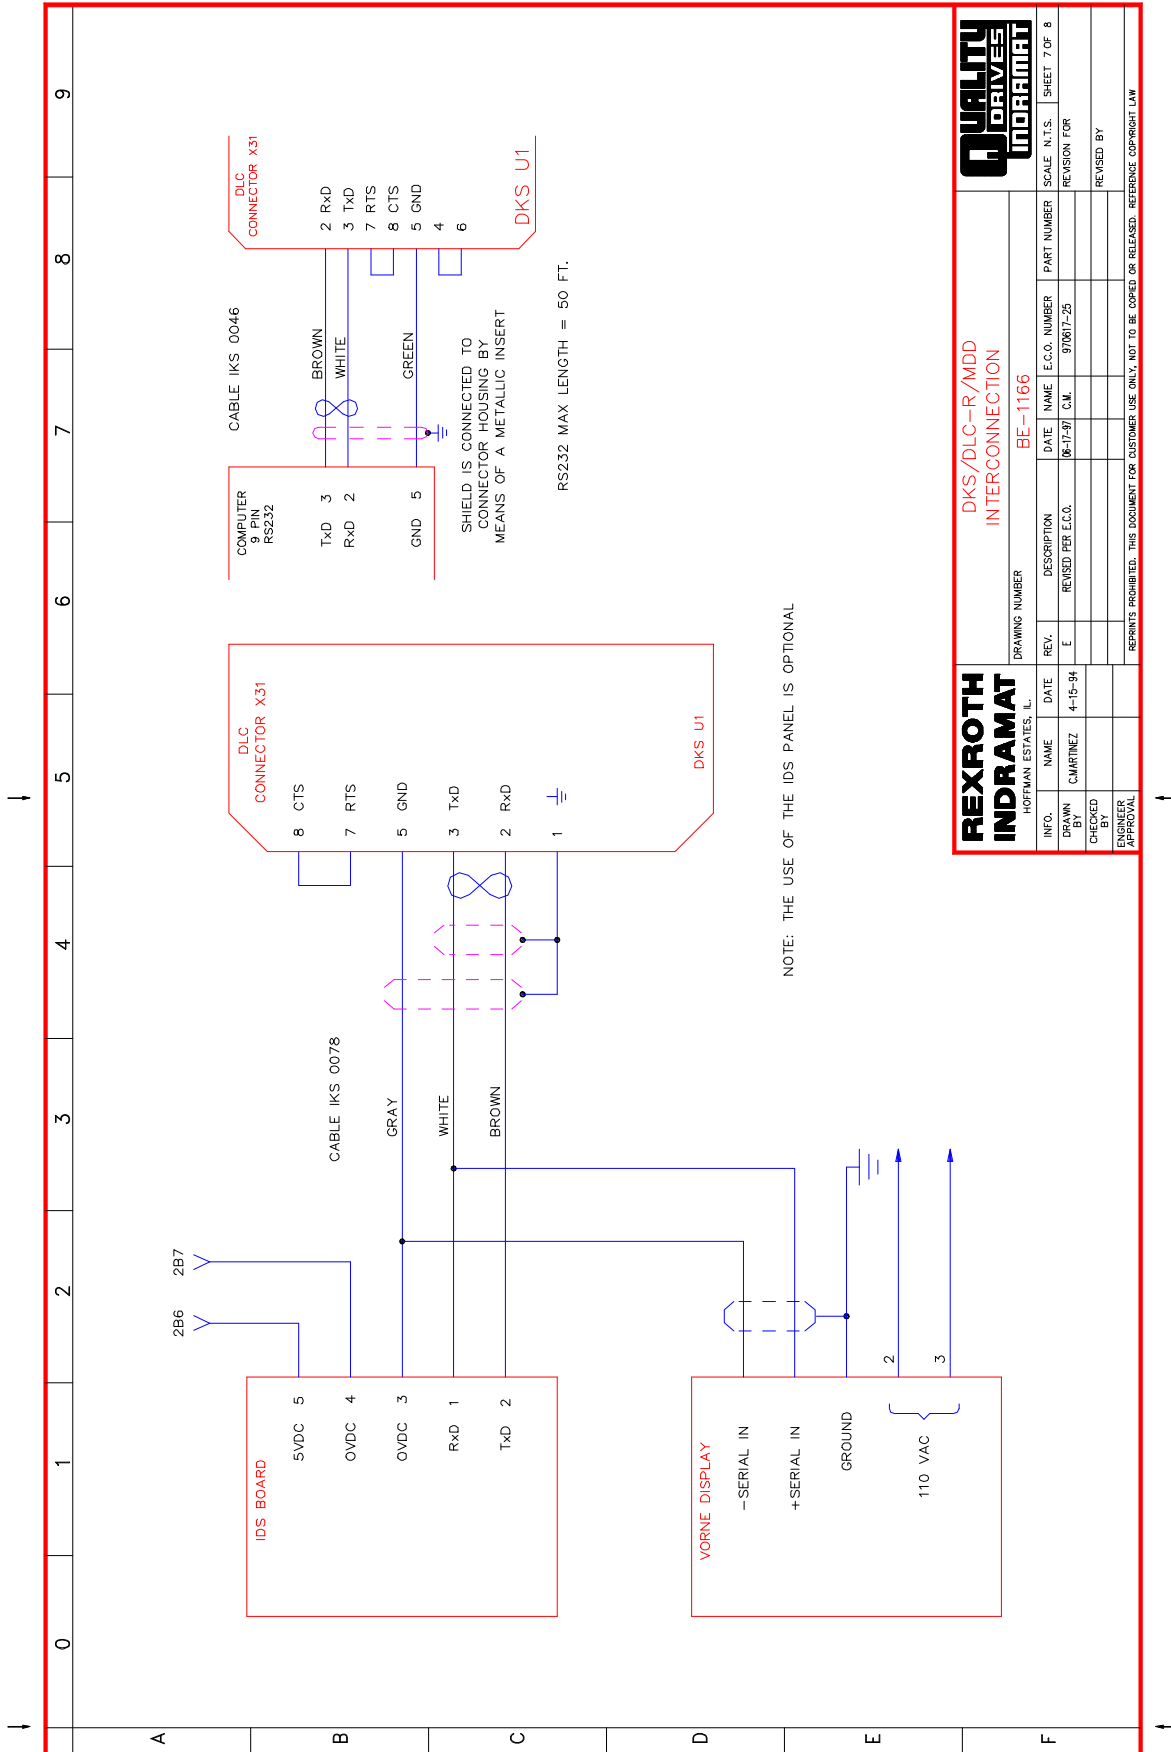 0
1
2
3
4
5
6
7
8
9
A
B
C
D
E
F
2B6
2B7
IDS BOARD
5VDC 5
0VDC 4
0VDC 3
RxD 1
TxD 2
CABLE IKS 0078
GRAY
WHITE
BROWN
DLC
CONNECTOR X31
8 CTS
7 RTS
5 GND
3 TxD
2 RxD
1
DKS U1
COMPUTER
9 PIN
RS232
TxD 3
RxD 2
GND 5
CABLE IKS 0046
BROWN
WHITE
GREEN
DLC
CONNECTOR X31
2 RxD
3 TxD
7 RTS
8 CTS
5 GND
4
6
DKS U1
SHIELD IS CONNECTED TO
CONNECTOR HOUSING BY
MEANS OF A METALLIC INSERT
RS232 MAX LENGTH = 50 FT.
VORNE DISPLAY
-SERIAL IN
+SERIAL IN
GROUND
110 VAC
2
3
NOTE: THE USE OF THE IDS PANEL IS OPTIONAL
REXROTH
INDRAMAT
HOFFMAN ESTATES, IL.
DKS/DLC-R/MDD
INTERCONNECTION
DRAWING NUMBER
BE-1166
QUALITY
DRIVES
INDRAMAT
INFO. NAME DATE REV. DESCRIPTION DATE NAME E.C.O. NUMBER PART NUMBER SCALE N.T.S. SHEET 7 OF 8
DRAWN
BY
C.MARTINEZ 4-15-94 E REVISED PER E.C.O. 06-17-97 C.M. 970617-25 REVISION FOR
CHECKED
BY
REVISED BY
ENGINEER
APPROVAL
REPRINTS PROHIBITED. THIS DOCUMENT FOR CUSTOMER USE ONLY, NOT TO BE COPIED OR RELEASED. REFERENCE COPYRIGHT LAW